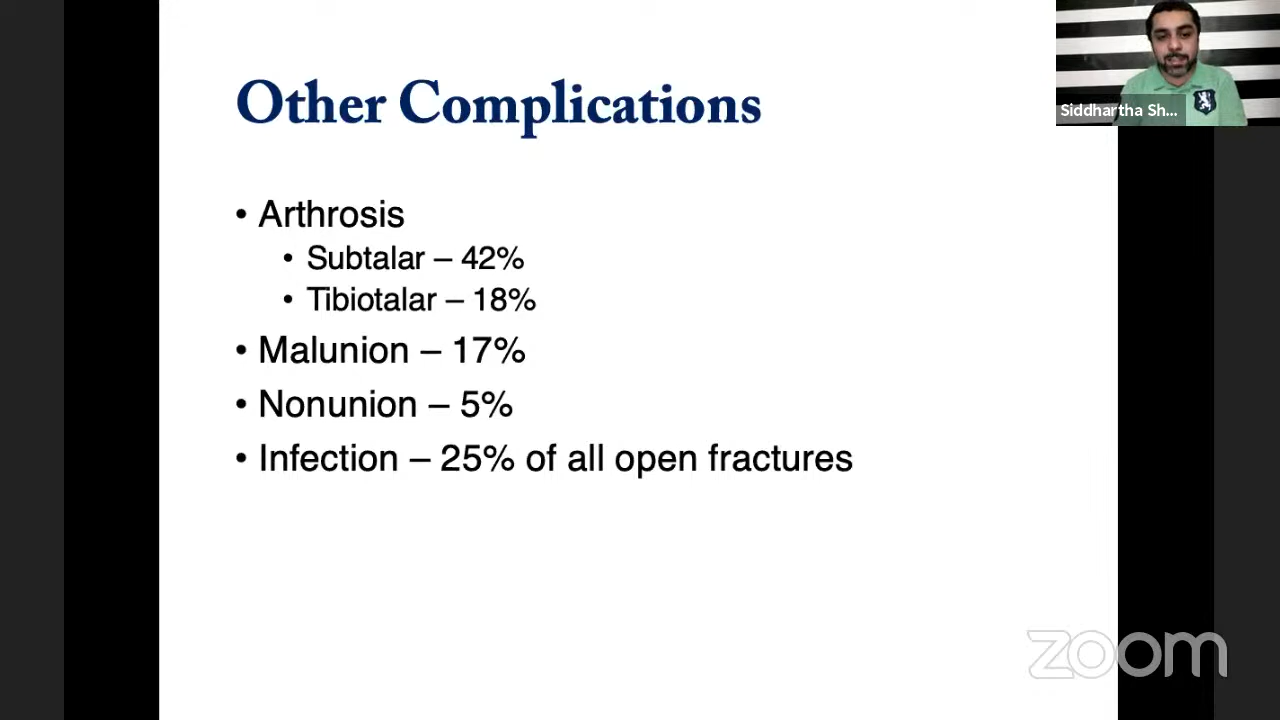 Other Complications
Siddhartha Sh...
• Arthrosis
• Subtalar – 42%
• Tibiotalar – 18%
• Malunion – 17%
• Nonunion – 5%
• Infection – 25% of all open fractures
zoom